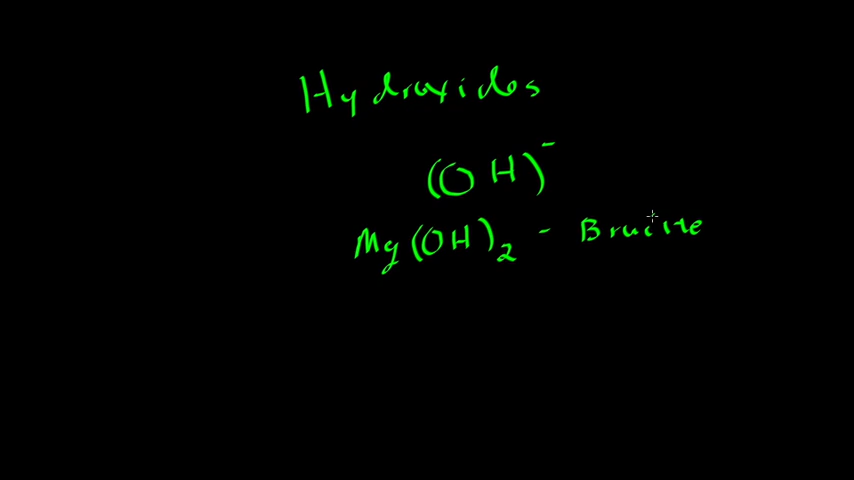 Hydroxides
(OH)⁻
Mg(OH)₂ - Brucite